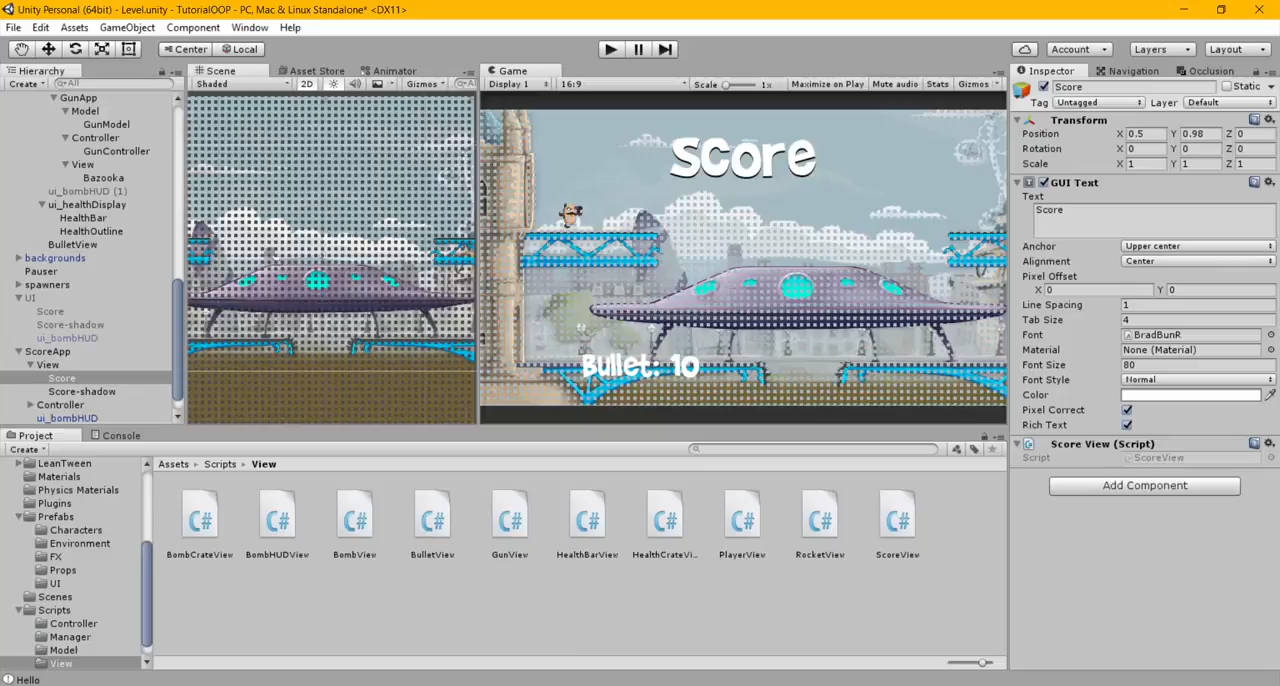 Unity Personal (64bit) - Level.unity - TutorialOOP - PC, Mac & Linux Standalone* <DX11>
File Edit Assets GameObject Component Window Help
Center Local Account Layers Layout
Hierarchy
Create All
GunApp
Model
GunModel
Controller
GunController
View
Bazooka
ui_bombHUD (1)
ui_healthDisplay
HealthBar
HealthOutline
BulletView
backgrounds
Pauser
spawners
UI
Score
Score-shadow
ui_bombHUD
ScoreApp
View
Score
Score-shadow
Controller
ui_bombHUD
Scene Asset Store Animator
Shaded 2D Gizmos All
Game
Display 1 16:9 Scale 1x Maximize on Play Mute audio Stats Gizmos
Score
Bullet: 10
Inspector Navigation Occlusion
Score Static
Tag Untagged Layer Default
Transform
Position X 0.5 Y 0.98 Z 0
Rotation X 0 Y 0 Z 0
Scale X 1 Y 1 Z 1
GUI Text
Text
Score
Anchor Upper center
Alignment Center
Pixel Offset
X 0 Y 0
Line Spacing 1
Tab Size 4
Font BradBunR
Material None (Material)
Font Size 80
Font Style Normal
Color
Pixel Correct
Rich Text
Score View (Script)
Script ScoreView
Add Component
Project Console
Create
LeanTween
Materials
Physics Materials
Plugins
Prefabs
Characters
Environment
FX
Props
UI
Scenes
Scripts
Controller
Manager
Model
View
Assets Scripts View
C# C# C# C# C# C# C# C# C# C#
BombCrateView BombHUDView BombView BulletView GunView HealthBarView HealthCrateVi... PlayerView RocketView ScoreView
Hello